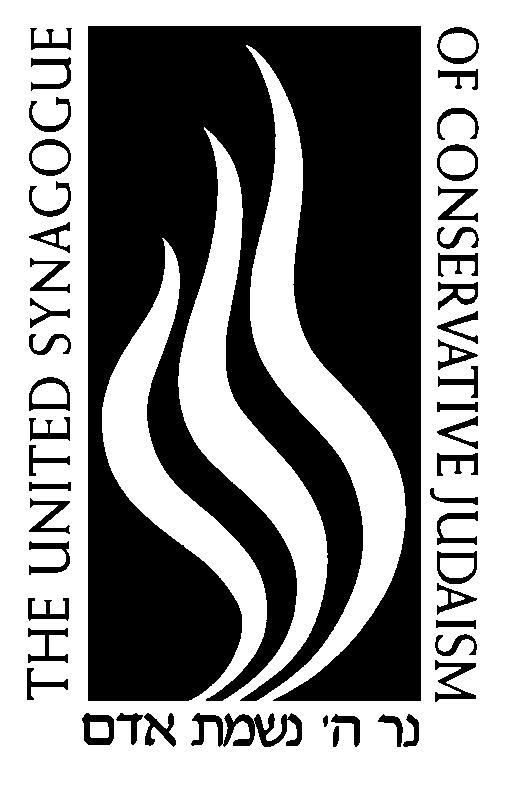 THE UNITED SYNAGOGUE
OF CONSERVATIVE JUDAISM
נר ה' נשמת אדם